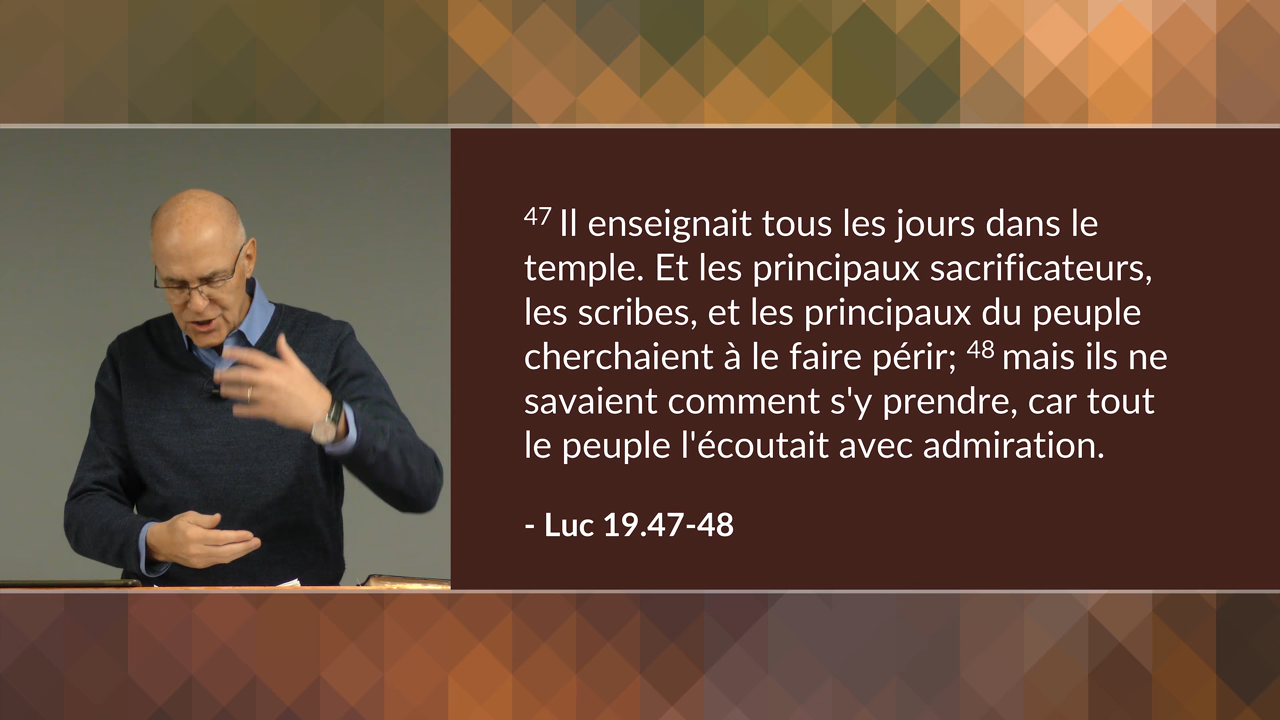 47 Il enseignait tous les jours dans le
temple. Et les principaux sacrificateurs,
les scribes, et les principaux du peuple
cherchaient à le faire périr; 48 mais ils ne
savaient comment s'y prendre, car tout
le peuple l'écoutait avec admiration.
- Luc 19.47-48